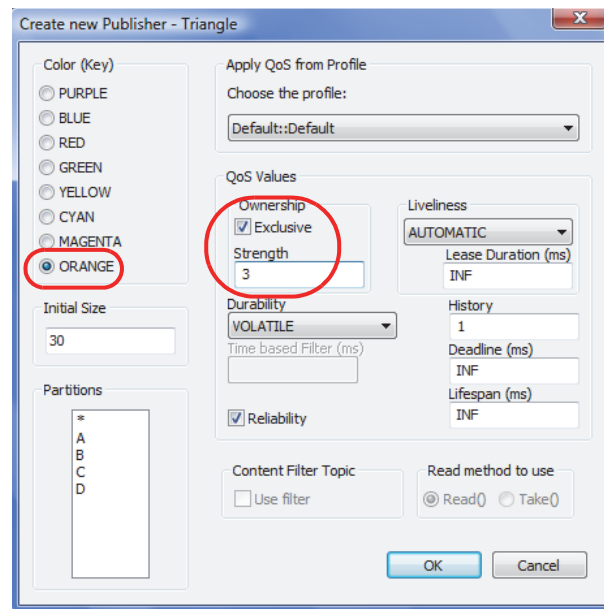 Create new Publisher - Triangle
Color (Key)
PURPLE
BLUE
RED
GREEN
YELLOW
CYAN
MAGENTA
ORANGE
Initial Size
30
Partitions
*
A
B
C
D
Apply QoS from Profile
Choose the profile:
Default::Default
QoS Values
Ownership
Exclusive
Strength
3
Liveliness
AUTOMATIC
Lease Duration (ms)
INF
Durability
VOLATILE
Time based Filter (ms)
Reliability
History
1
Deadline (ms)
INF
Lifespan (ms)
INF
Content Filter Topic
Use filter
Read method to use
Read()
Take()
OK
Cancel